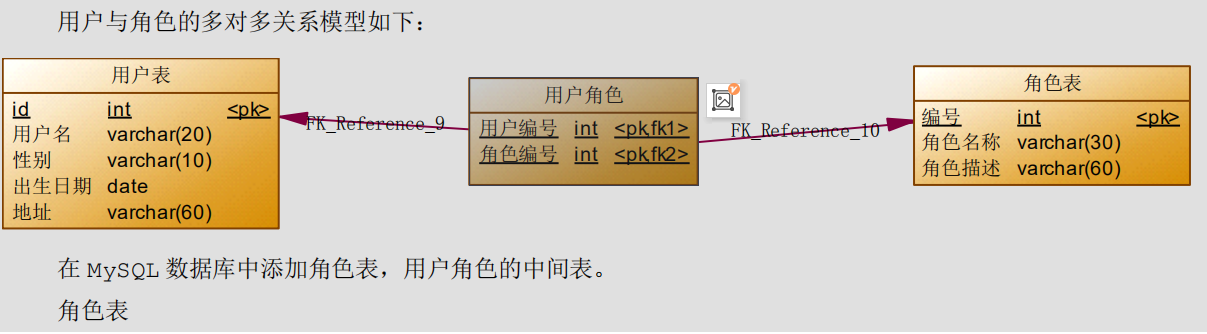 用户与角色的多对多关系模型如下：
用户表
id int <pk>
用户名 varchar(20)
性别 varchar(10)
出生日期 date
地址 varchar(60)
FK_Reference_9
用户角色
用户编号 int <pk,fk1>
角色编号 int <pk,fk2>
FK_Reference_10
角色表
编号 int <pk>
角色名称 varchar(30)
角色描述 varchar(60)
在 MySQL 数据库中添加角色表，用户角色的中间表。
角色表